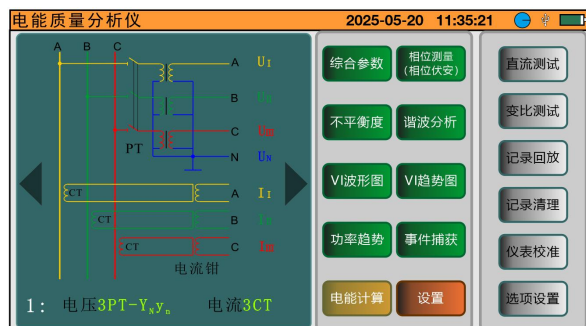 电能质量分析仪 2025-05-20 11:35:21
A B C
A U_I
B
C
PT
N U_N
CT A I_I
CT B
CT C
电流钳
1: 电压3PT-Y_Ny_n 电流3CT
综合参数 相位测量
(相位伏安)
不平衡度 谐波分析
VI波形图 VI趋势图
功率趋势 事件捕获
电能计算 设置
直流测试
变比测试
记录回放
记录清理
仪表校准
选项设置